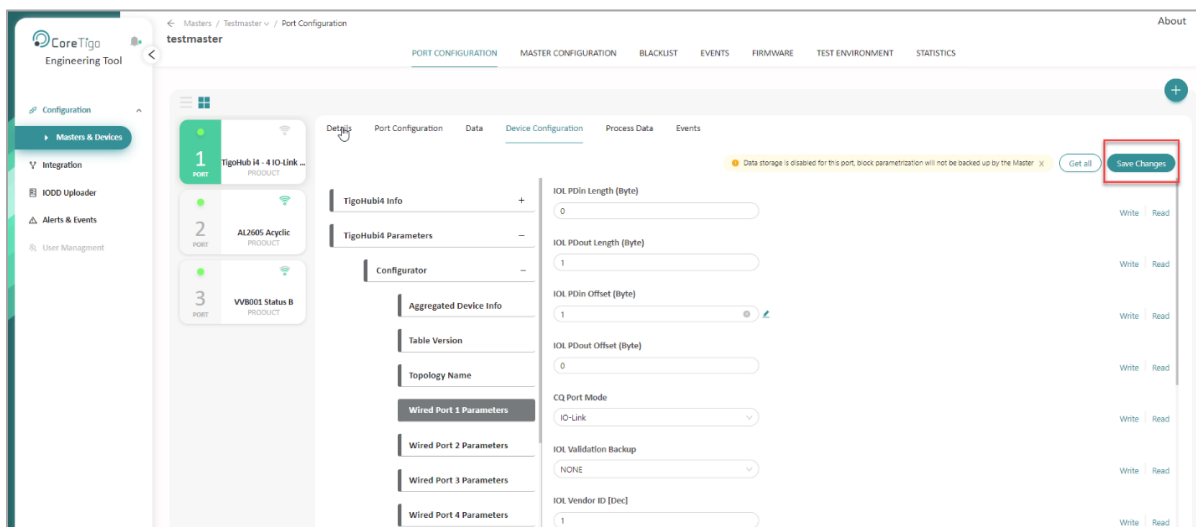 CoreTigo
Engineering Tool
Configuration
Masters & Devices
Integration
IODD Uploader
Alerts & Events
User Managment
Masters / Testmaster / Port Configuration
testmaster
About
PORT CONFIGURATION MASTER CONFIGURATION BLACKLIST EVENTS FIRMWARE TEST ENVIRONMENT STATISTICS
+
1
PORT
TigoHub i4 - 4 IO-Link ...
PRODUCT
2
PORT
AL2605 Acyclic
PRODUCT
3
PORT
VVB001 Status B
PRODUCT
Details Port Configuration Data Device Configuration Process Data Events
Data storage is disabled for this port, block parametrization will not be backed up by the Master X
Get all
Save Changes
TigoHubi4 Info +
TigoHubi4 Parameters –
Configurator –
Aggregated Device Info
Table Version
Topology Name
Wired Port 1 Parameters
Wired Port 2 Parameters
Wired Port 3 Parameters
Wired Port 4 Parameters
IOL PDin Length (Byte)
0
Write Read
IOL PDout Length (Byte)
1
Write Read
IOL PDin Offset (Byte)
1
Write Read
IOL PDout Offset (Byte)
0
Write Read
CQ Port Mode
IO-Link
Write Read
IOL Validation Backup
NONE
Write Read
IOL Vendor ID [Dec]
1
Write Read